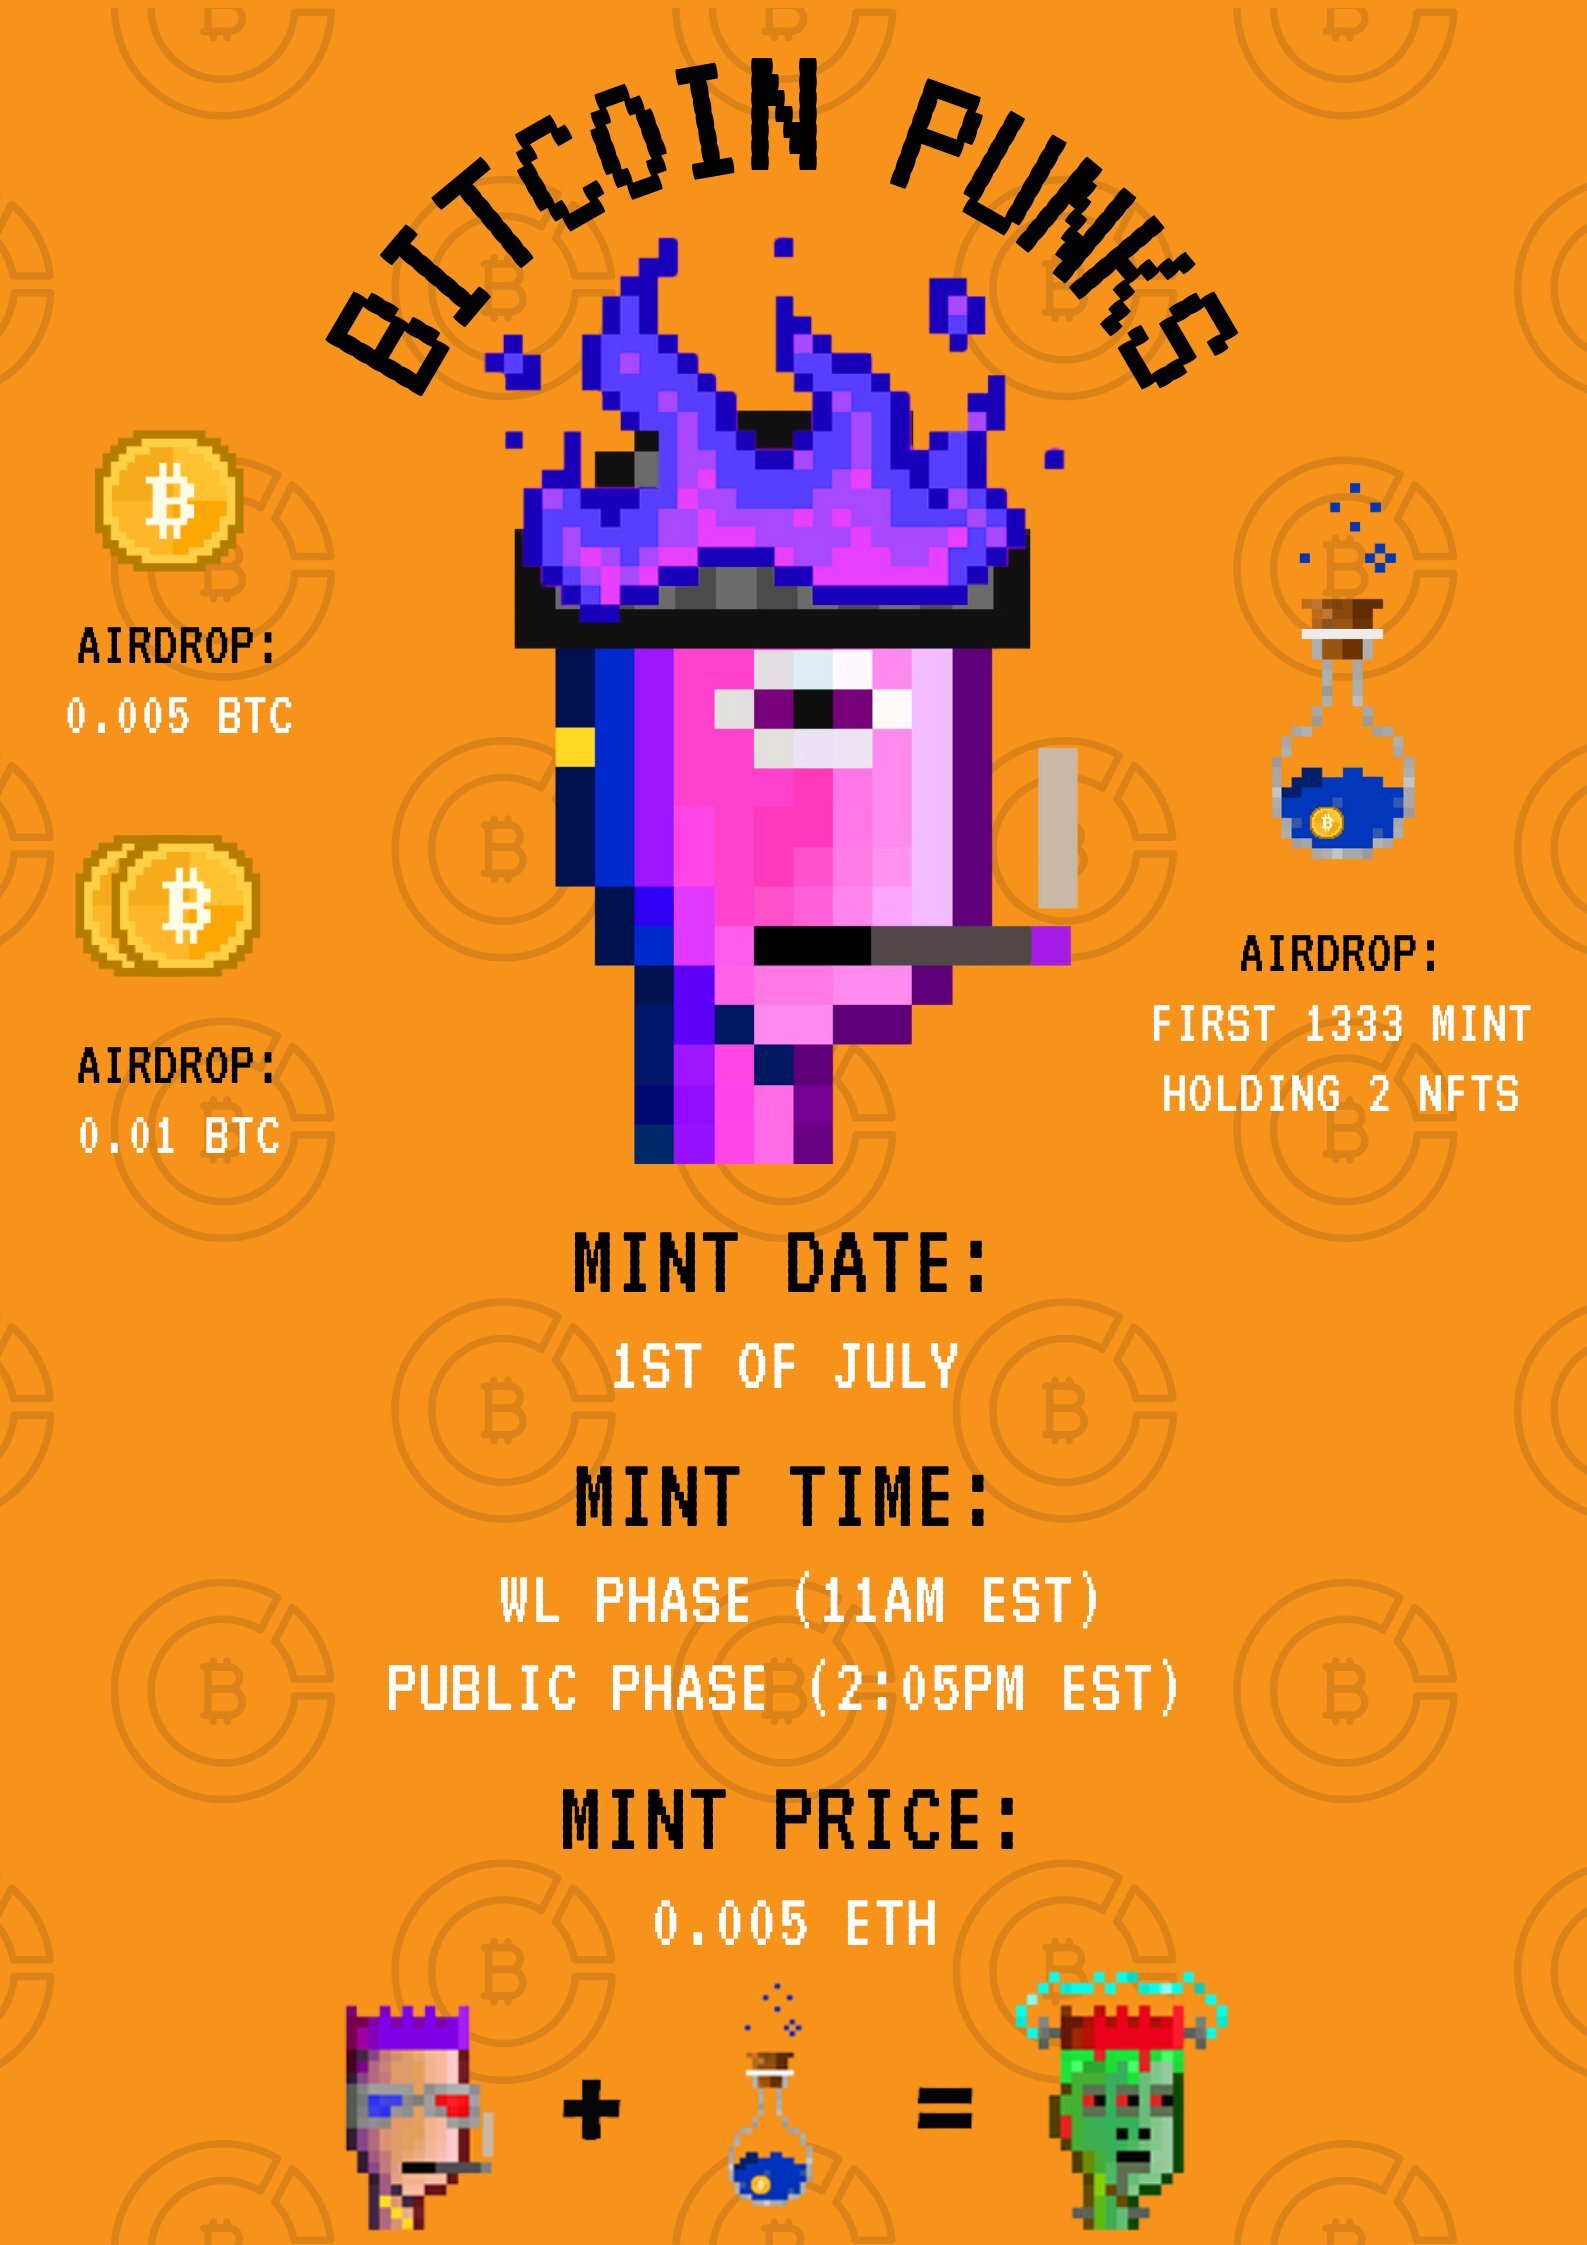 BITCOIN PUNKS
AIRDROP:
0.005 BTC
AIRDROP:
0.01 BTC
AIRDROP:
FIRST 1333 MINT
HOLDING 2 NFTS
MINT DATE:
1ST OF JULY
MINT TIME:
WL PHASE (11AM EST)
PUBLIC PHASE (2:05PM EST)
MINT PRICE:
0.005 ETH
+ =